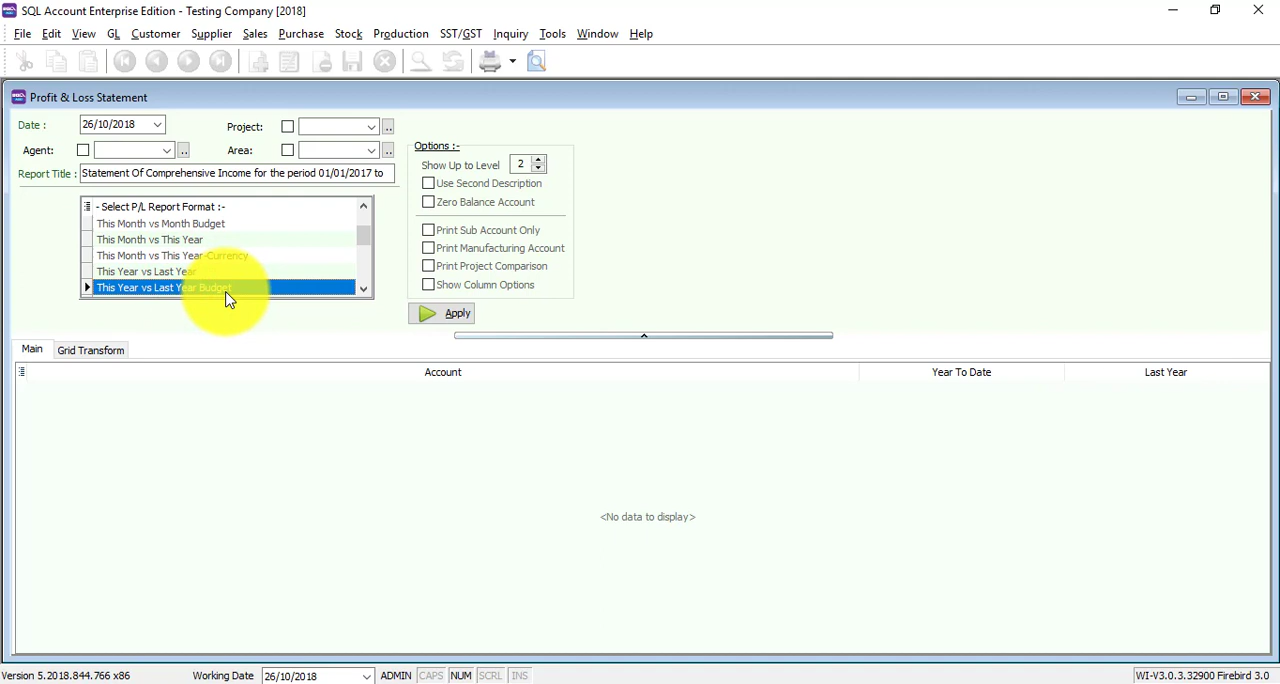 SQL Account Enterprise Edition - Testing Company [2018]
File Edit View GL Customer Supplier Sales Purchase Stock Production SST/GST Inquiry Tools Window Help
Profit & Loss Statement
Date : 26/10/2018 Project:
Agent: Area:
Report Title : Statement Of Comprehensive Income for the period 01/01/2017 to
- Select P/L Report Format :-
This Month vs Month Budget
This Month vs This Year
This Month vs This Year-Currency
This Year vs Last Year
This Year vs Last Year Budget
Options :-
Show Up to Level 2
Use Second Description
Zero Balance Account
Print Sub Account Only
Print Manufacturing Account
Print Project Comparison
Show Column Options
Apply
Main Grid Transform
Account Year To Date Last Year
<No data to display>
Version 5.2018.844.766 x86 Working Date 26/10/2018 ADMIN CAPS NUM SCRL INS WI-V3.0.3.32900 Firebird 3.0